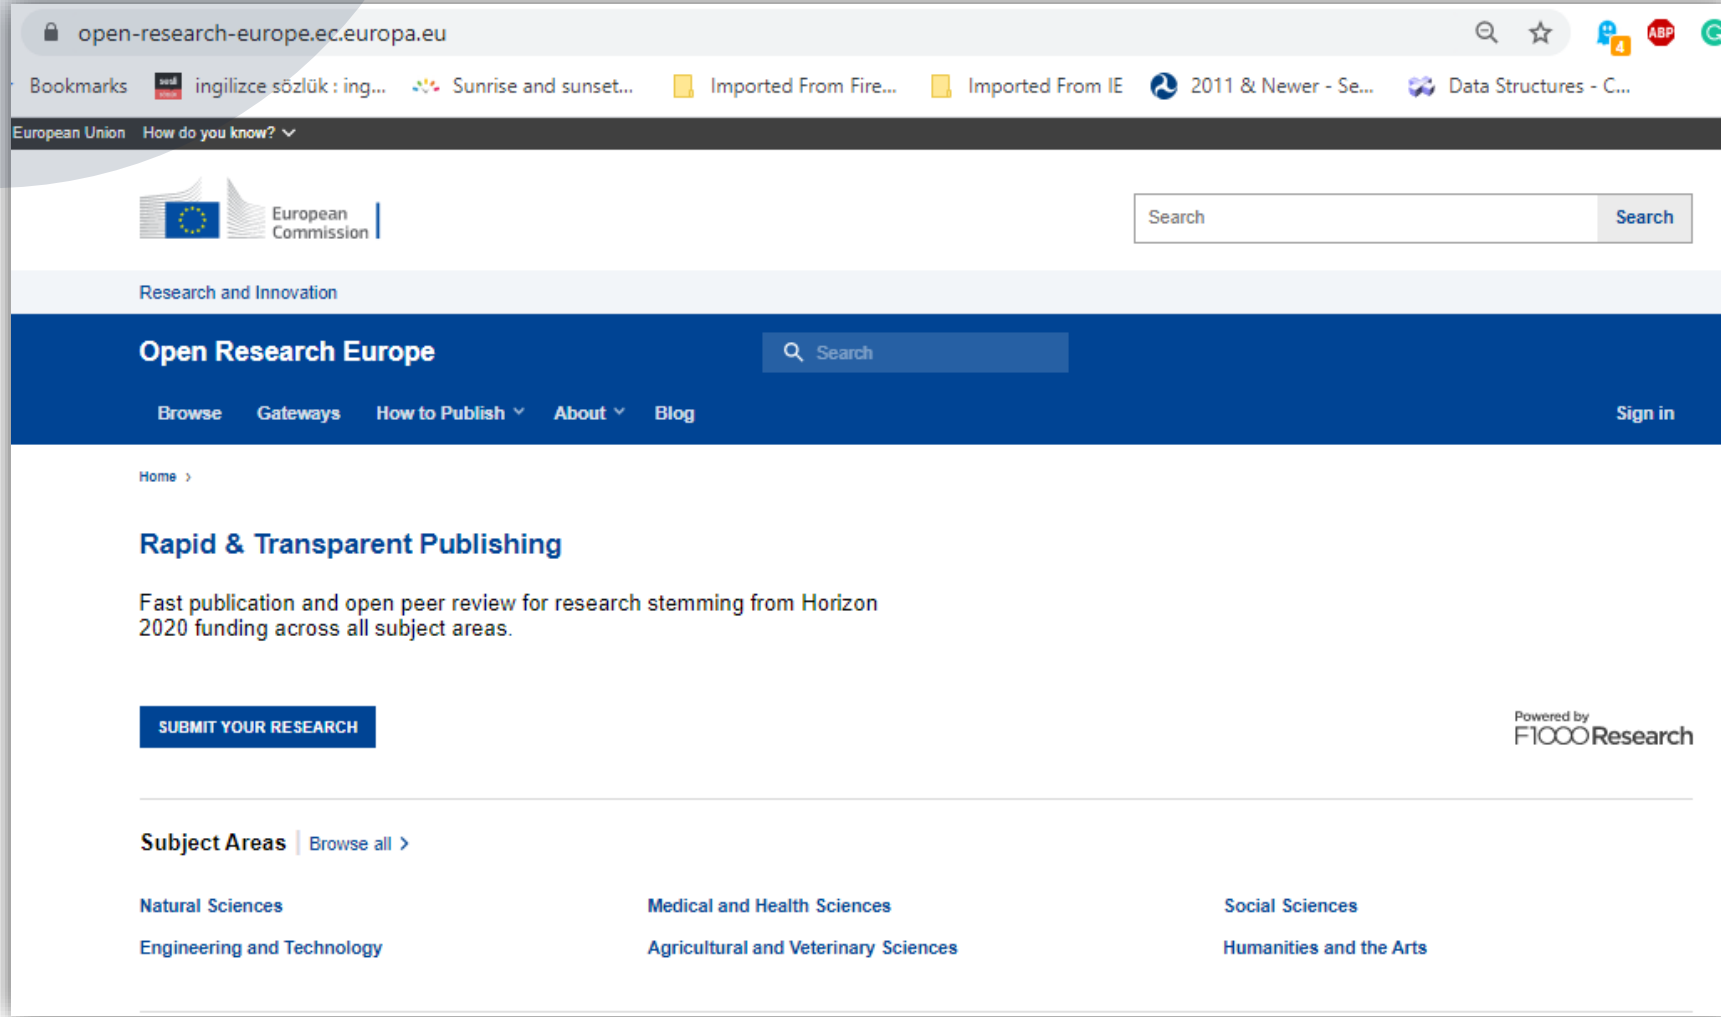 open-research-europe.ec.europa.eu
4
ABP
Bookmarks
sesli
ingilizce sözlük : ing...
Sunrise and sunset...
Imported From Fire...
Imported From IE
2011 & Newer - Se...
Data Structures - C...
European Union How do you know?
European
Commission
Search
Search
Research and Innovation
Open Research Europe
Search
Browse Gateways How to Publish About Blog
Sign in
Home >
Rapid & Transparent Publishing
Fast publication and open peer review for research stemming from Horizon
2020 funding across all subject areas.
SUBMIT YOUR RESEARCH
Powered by
F1000Research
Subject Areas Browse all >
Natural Sciences
Medical and Health Sciences
Social Sciences
Engineering and Technology
Agricultural and Veterinary Sciences
Humanities and the Arts